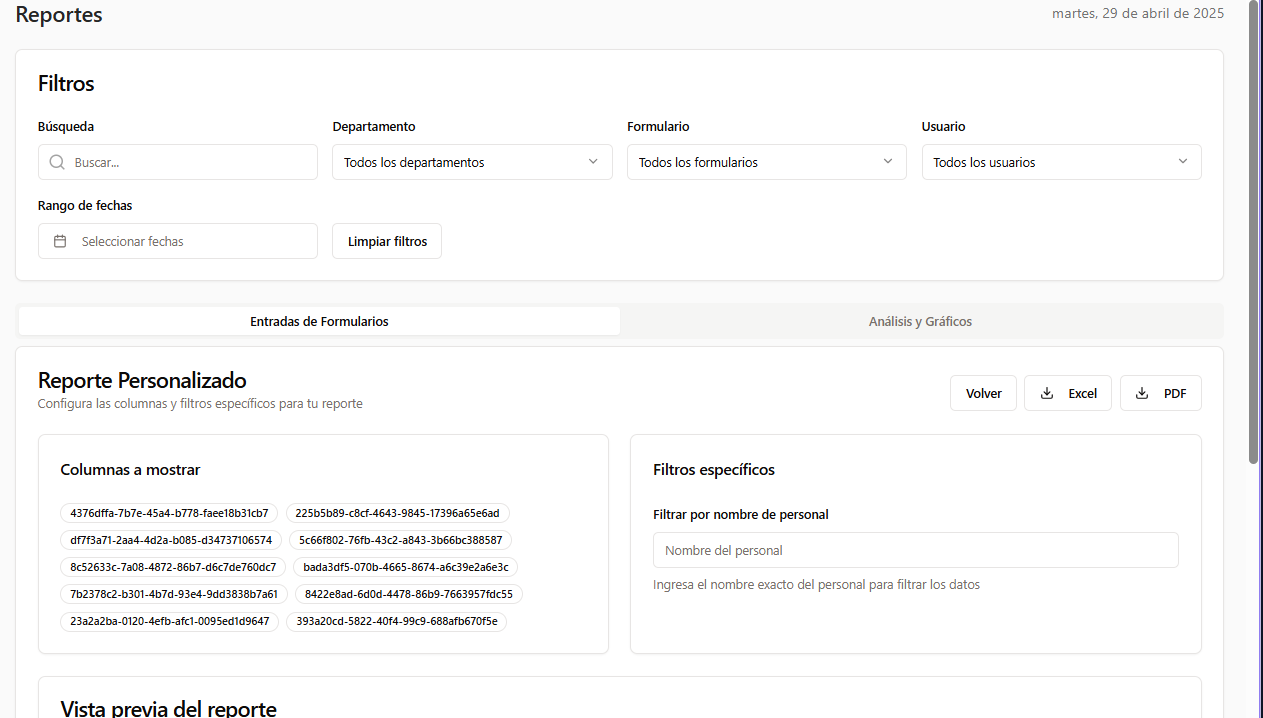 Reportes
martes, 29 de abril de 2025
Filtros
Búsqueda
Departamento
Formulario
Usuario
Buscar...
Todos los departamentos
Todos los formularios
Todos los usuarios
Rango de fechas
Seleccionar fechas
Limpiar filtros
Entradas de Formularios
Análisis y Gráficos
Reporte Personalizado
Configura las columnas y filtros específicos para tu reporte
Volver
Excel
PDF
Columnas a mostrar
4376dffa-7b7e-45a4-b778-faee18b31cb7
225b5b89-c8cf-4643-9845-17396a65e6ad
df7f3a71-2aa4-4d2a-b085-d34737106574
5c66f802-76fb-43c2-a843-3b66bc388587
8c52633c-7a08-4872-86b7-d6c7de760dc7
bada3df5-070b-4665-8674-a6c39e2a6e3c
7b2378c2-b301-4b7d-93e4-9dd3838b7a61
8422e8ad-6d0d-4478-86b9-7663957fdc55
23a2a2ba-0120-4efb-afc1-0095ed1d9647
393a20cd-5822-40f4-99c9-688afb670f5e
Filtros específicos
Filtrar por nombre de personal
Nombre del personal
Ingresa el nombre exacto del personal para filtrar los datos
Vista previa del reporte